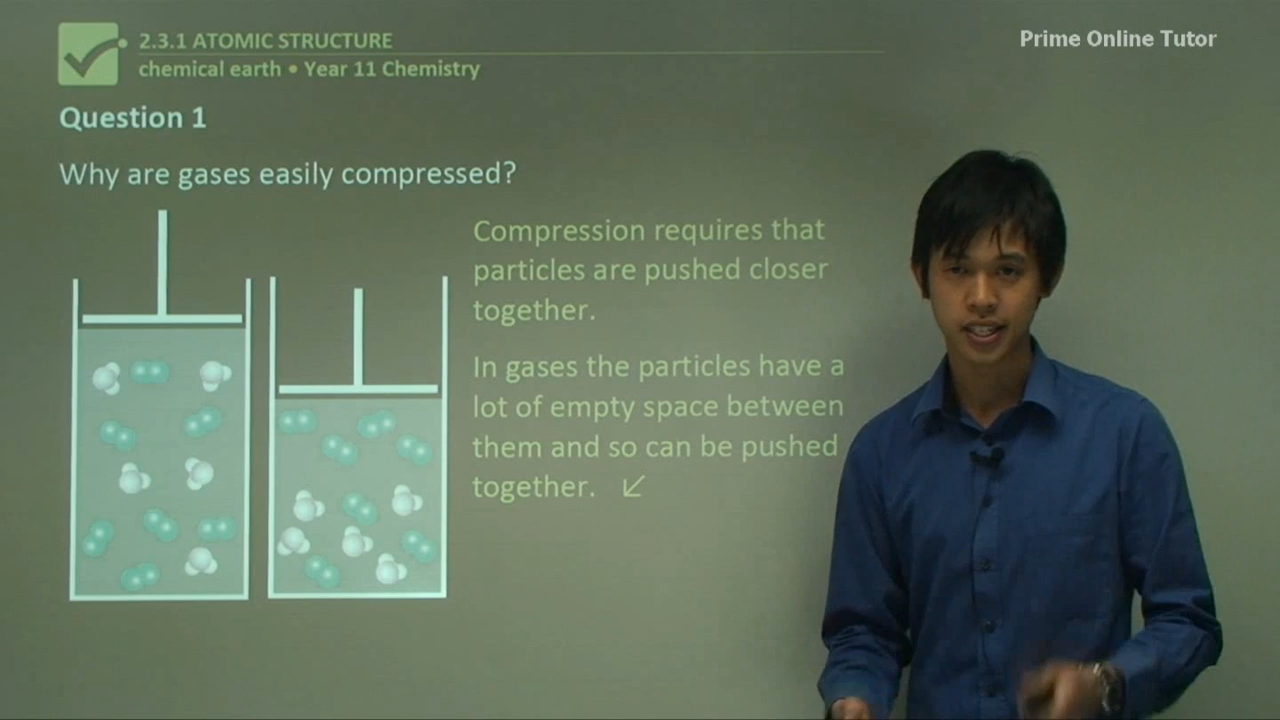 2.3.1 ATOMIC STRUCTURE
chemical earth • Year 11 Chemistry
Prime Online Tutor
Question 1
Why are gases easily compressed?
Compression requires that
particles are pushed closer
together.
In gases the particles have a
lot of empty space between
them and so can be pushed
together.